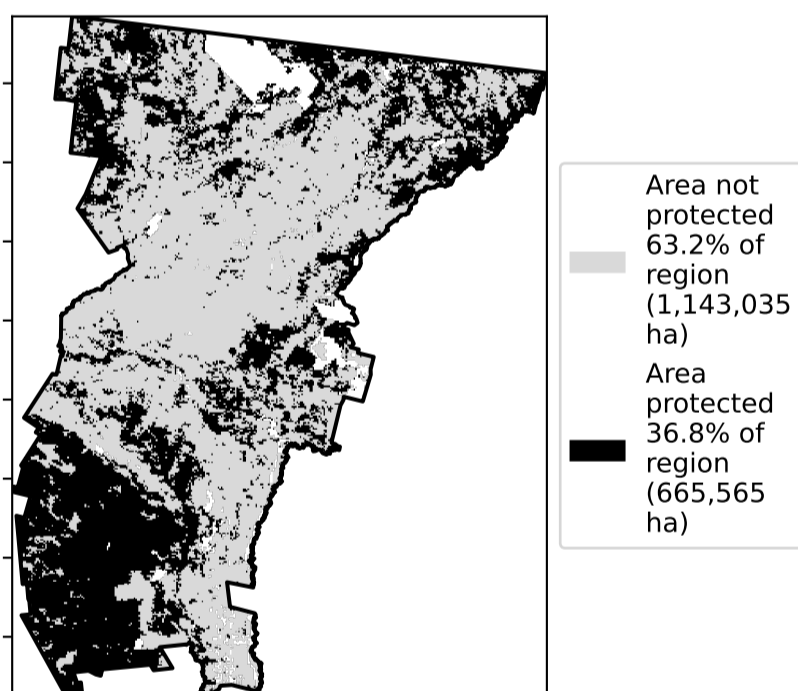 Area not
protected
63.2% of
region
(1,143,035
ha)
Area
protected
36.8% of
region
(665,565
ha)